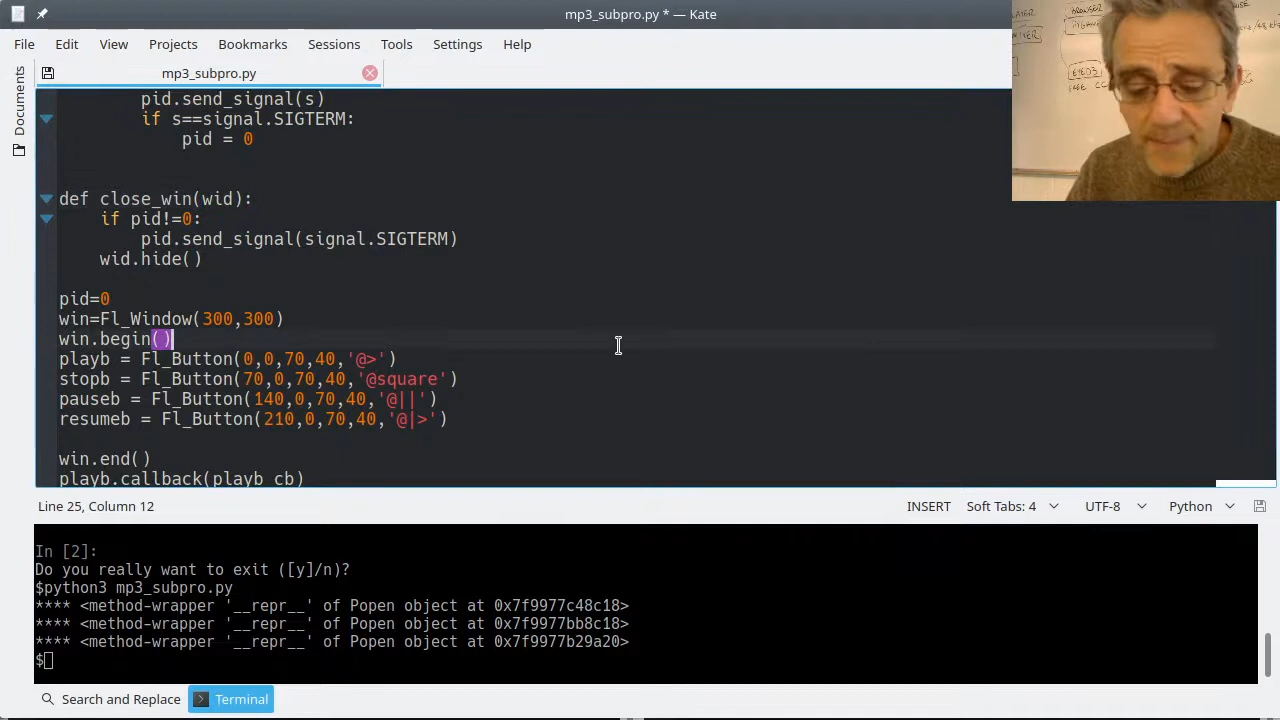 mp3_subpro.py * — Kate
File Edit View Projects Bookmarks Sessions Tools Settings Help
mp3_subpro.py
Documents
pid.send_signal(s)
if s==signal.SIGTERM:
pid = 0
def close_win(wid):
if pid!=0:
pid.send_signal(signal.SIGTERM)
wid.hide()
pid=0
win=Fl_Window(300,300)
win.begin()
playb = Fl_Button(0,0,70,40,'@>')
stopb = Fl_Button(70,0,70,40,'@square')
pauseb = Fl_Button(140,0,70,40,'@||')
resumeb = Fl_Button(210,0,70,40,'@|>')
win.end()
playb.callback(playb_cb)
Line 25, Column 12 INSERT Soft Tabs: 4 UTF-8 Python
In [2]:
Do you really want to exit ([y]/n)?
$python3 mp3_subpro.py
**** <method-wrapper '__repr__' of Popen object at 0x7f9977c48c18>
**** <method-wrapper '__repr__' of Popen object at 0x7f9977bb8c18>
**** <method-wrapper '__repr__' of Popen object at 0x7f9977b29a20>
$
Search and Replace Terminal
BROWSER
EYED3